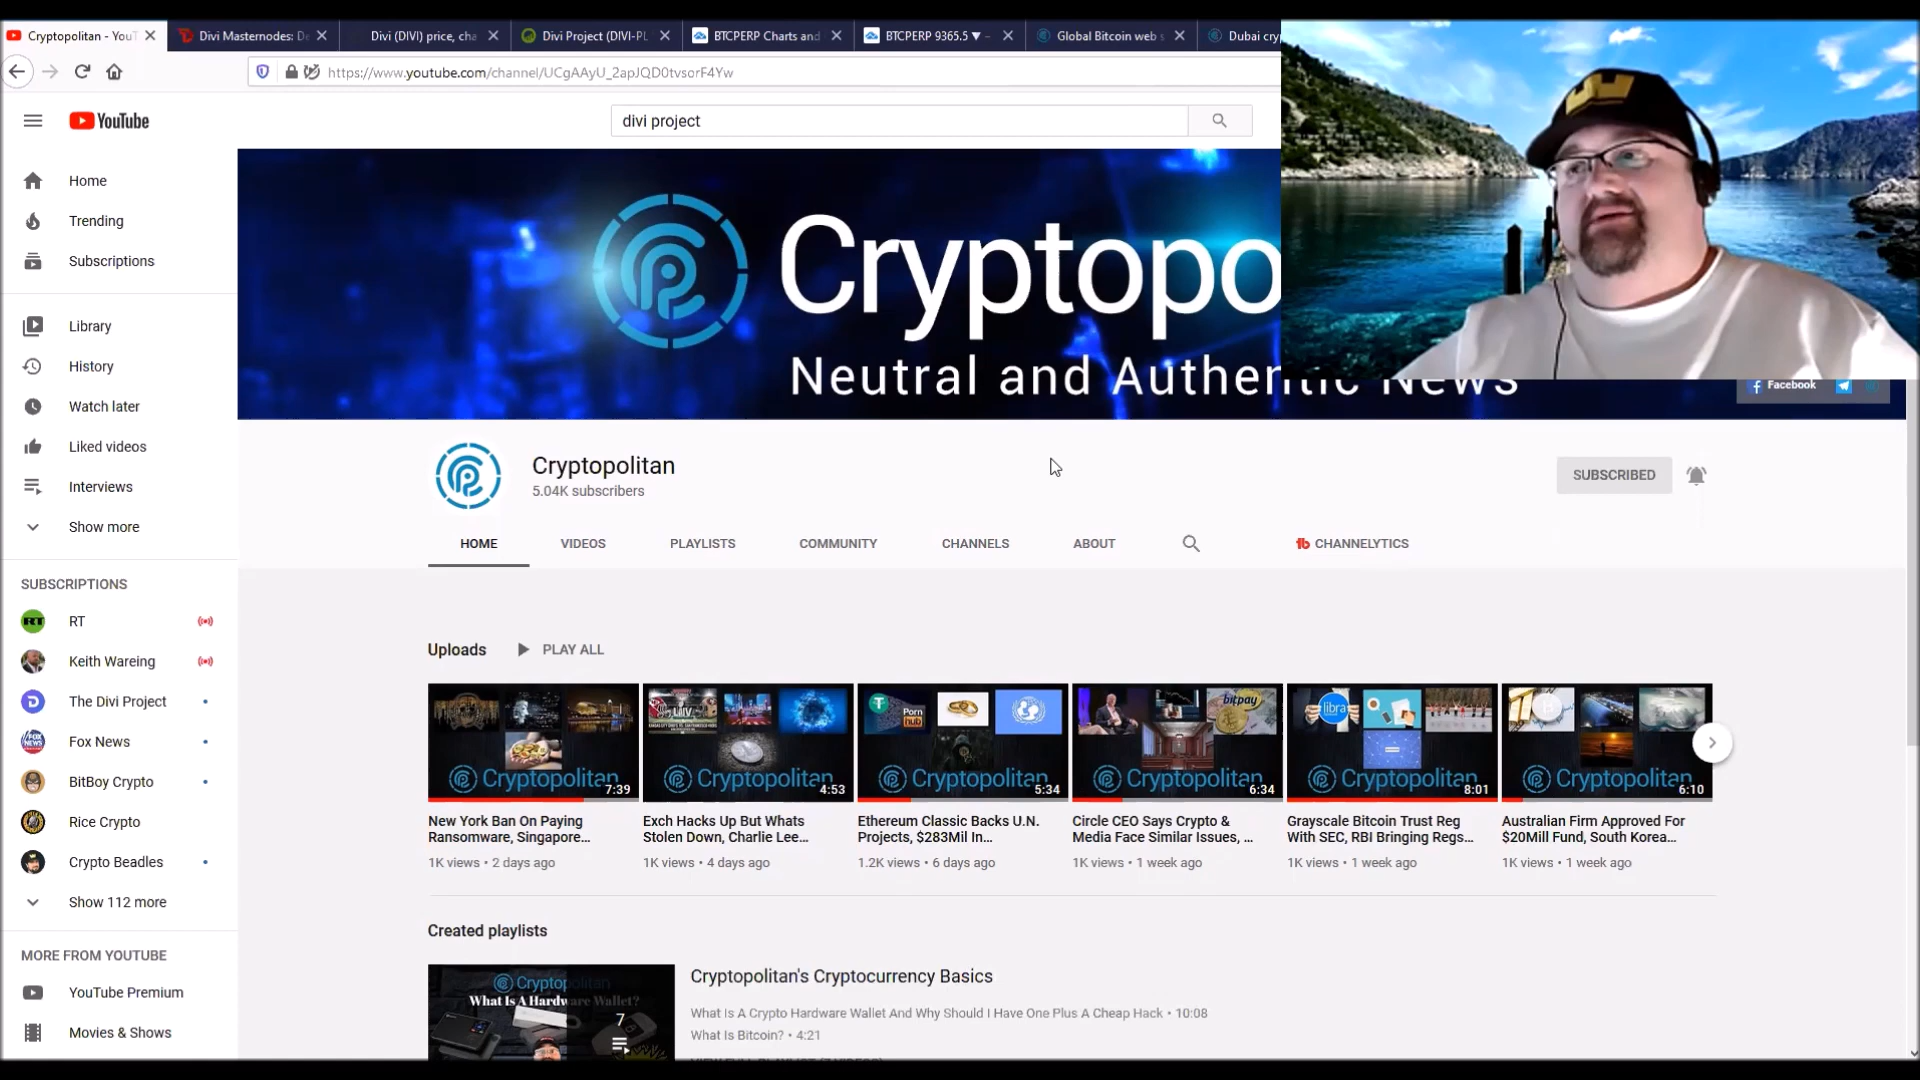 Cryptopolitan - YouT
Divi Masternodes: De
Divi (DIVI) price, cha
Divi Project (DIVI-PL
BTCPERP Charts and
BTCPERP 9365.5 ▼ -
Global Bitcoin web s
Dubai cry
https://www.youtube.com/channel/UCgAAyU_2apJQD0tvsorF4Yw
YouTube
divi project
Home
Trending
Subscriptions
Library
History
Watch later
Liked videos
Interviews
Show more
SUBSCRIPTIONS
RT
Keith Wareing
The Divi Project
Fox News
BitBoy Crypto
Rice Crypto
Crypto Beadles
Show 112 more
MORE FROM YOUTUBE
YouTube Premium
Movies & Shows
Cryptopo
Neutral and Authentic News
Facebook
Cryptopolitan
5.04K subscribers
SUBSCRIBED
HOME VIDEOS PLAYLISTS COMMUNITY CHANNELS ABOUT CHANNELYTICS
Uploads PLAY ALL
Cryptopolitan 7:39
Cryptopolitan 4:53
Porn hub
Cryptopolitan 5:34
bitpay
Cryptopolitan 6:34
libra
Cryptopolitan 8:01
Cryptopolitan 6:10
New York Ban On Paying
Ransomware, Singapore...
1K views • 2 days ago
Exch Hacks Up But Whats
Stolen Down, Charlie Lee...
1K views • 4 days ago
Ethereum Classic Backs U.N.
Projects, $283Mil In...
1.2K views • 6 days ago
Circle CEO Says Crypto &
Media Face Similar Issues, ...
1K views • 1 week ago
Grayscale Bitcoin Trust Reg
With SEC, RBI Bringing Regs...
1K views • 1 week ago
Australian Firm Approved For
$20Mil Fund, South Korea...
1K views • 1 week ago
Created playlists
Cryptopolitan
What Is A Hardware Wallet?
7
Cryptopolitan's Cryptocurrency Basics
What Is A Crypto Hardware Wallet And Why Should I Have One Plus A Cheap Hack • 10:08
What Is Bitcoin? • 4:21